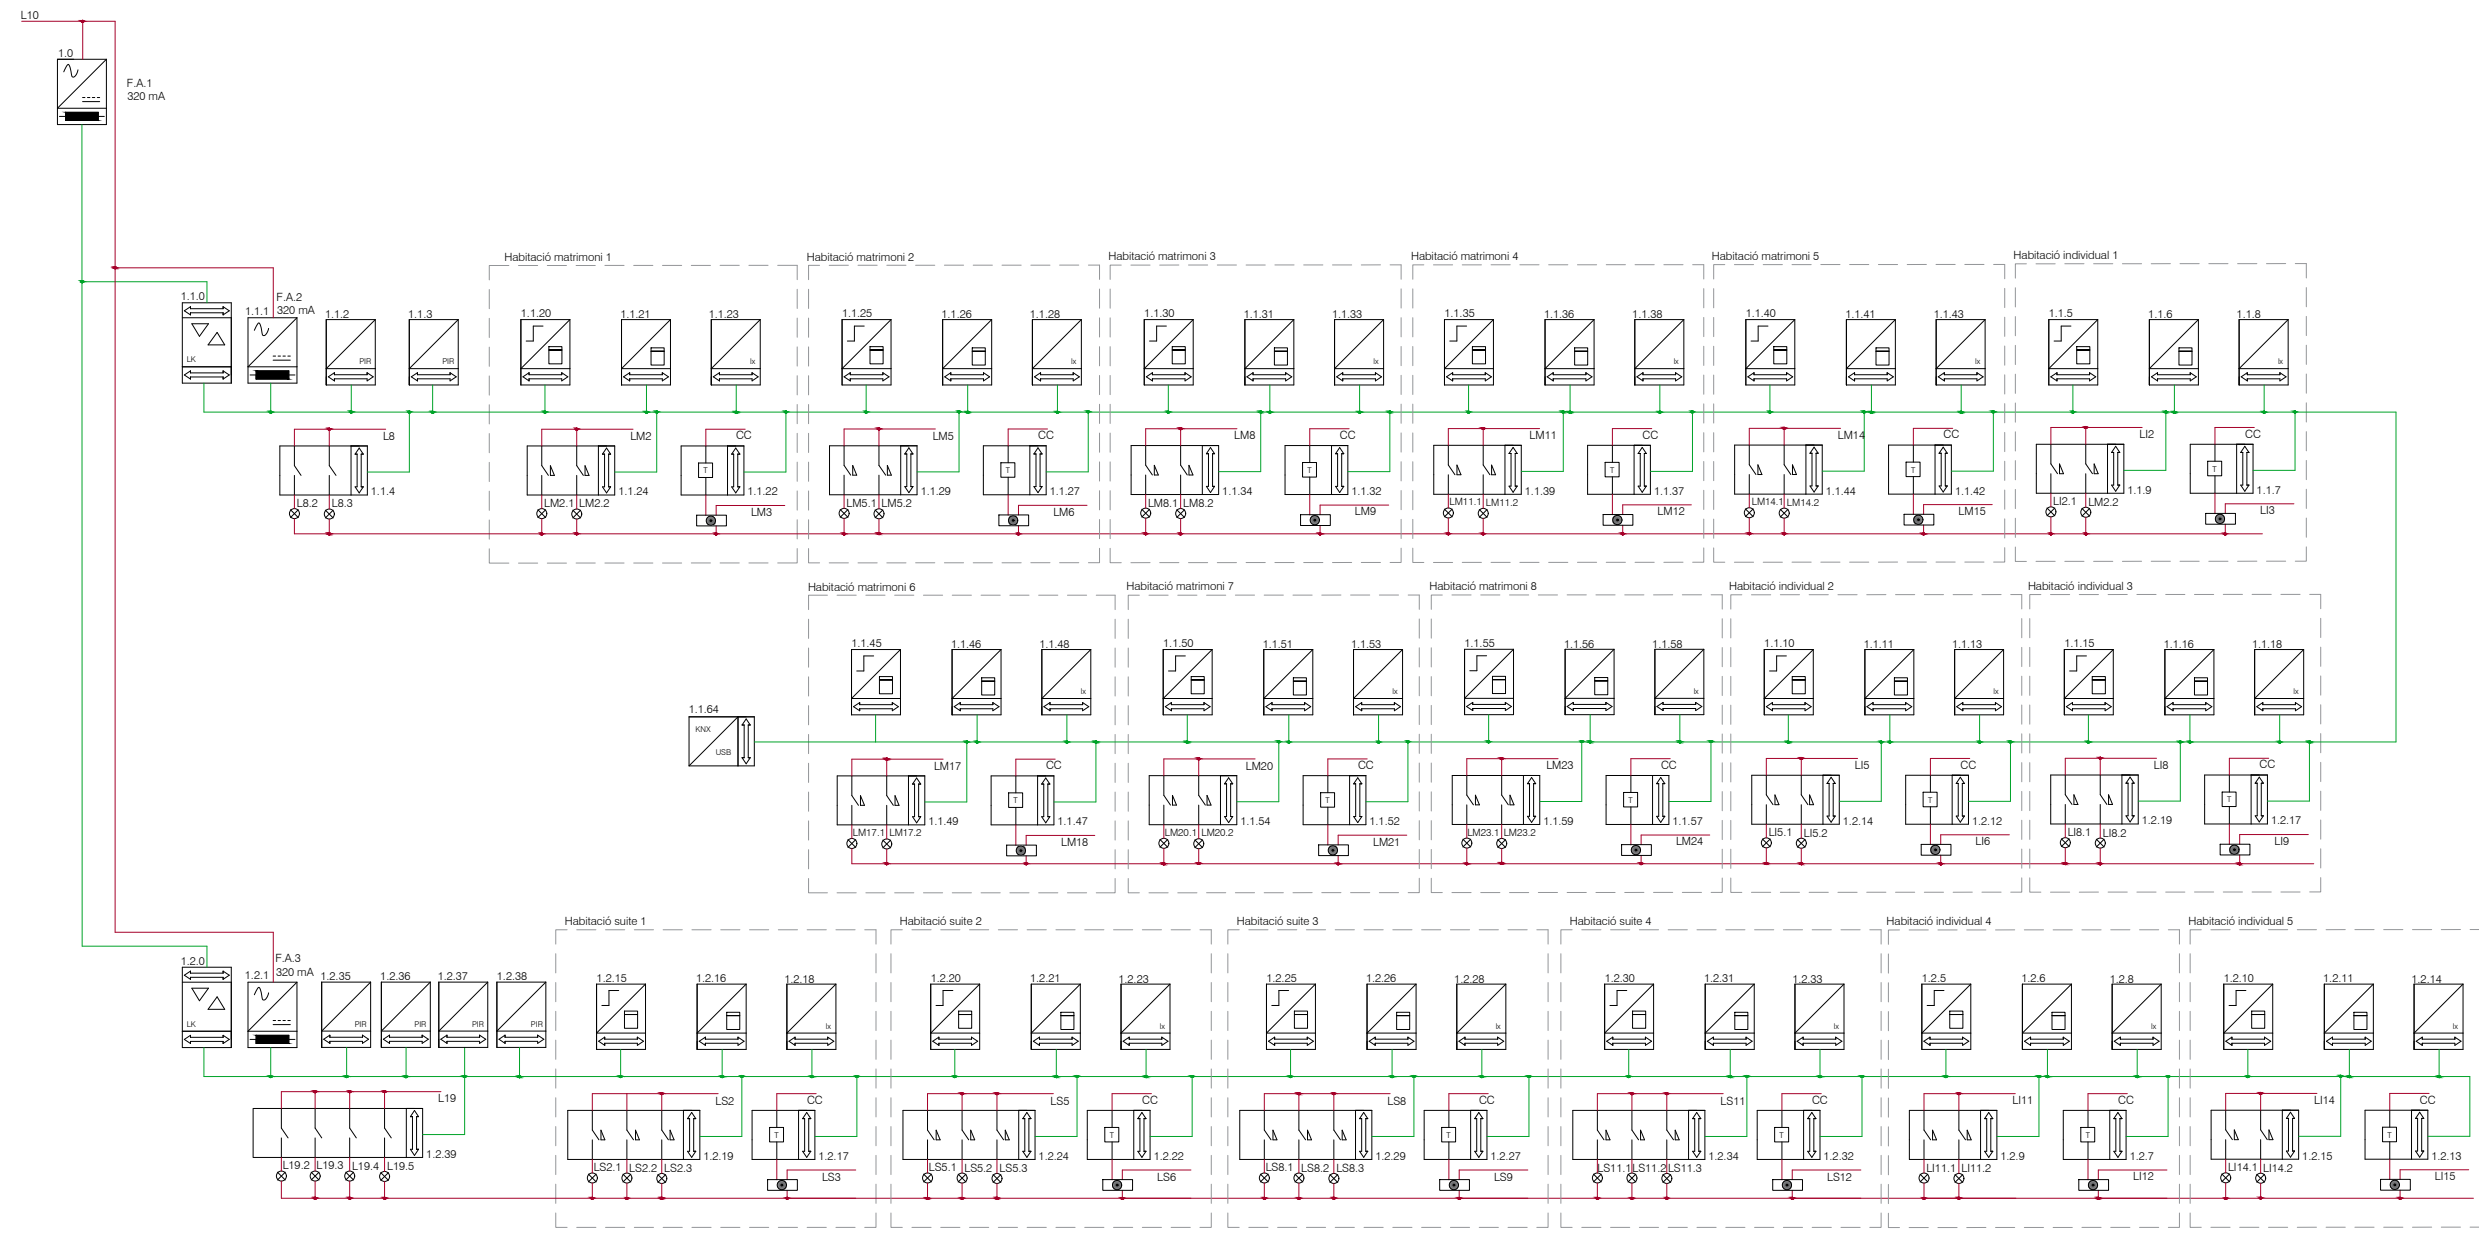 L10
1.0
F.A.1
320 mA
Habitació matrimoni 1
Habitació matrimoni 2
Habitació matrimoni 3
Habitació matrimoni 4
Habitació matrimoni 5
Habitació individual 1
1.1.0
1.1.1
F.A.2
320 mA
1.1.2
1.1.3
1.1.20
1.1.21
1.1.23
1.1.25
1.1.26
1.1.28
1.1.30
1.1.31
1.1.33
1.1.35
1.1.36
1.1.38
1.1.40
1.1.41
1.1.43
1.1.5
1.1.6
1.1.8
LK
PIR
PIR
lx
lx
lx
lx
lx
lx
L8
LM2
CC
LM5
CC
LM8
CC
LM11
CC
LM14
CC
LI2
CC
T
T
T
T
T
T
1.1.4
1.1.24
1.1.22
1.1.29
1.1.27
1.1.34
1.1.32
1.1.39
1.1.37
1.1.44
1.1.42
1.1.9
1.1.7
L8.2
L8.3
LM2.1
LM2.2
LM3
LM5.1
LM5.2
LM6
LM8.1
LM8.2
LM9
LM11.1
LM11.2
LM12
LM14.1
LM14.2
LM15
LI2.1
LM2.2
LI3
Habitació matrimoni 6
Habitació matrimoni 7
Habitació matrimoni 8
Habitació individual 2
Habitació individual 3
1.1.45
1.1.46
1.1.48
1.1.50
1.1.51
1.1.53
1.1.55
1.1.56
1.1.58
1.1.10
1.1.11
1.1.13
1.1.15
1.1.16
1.1.18
lx
lx
lx
lx
lx
1.1.64
KNX
USB
LM17
CC
LM20
CC
LM23
CC
LI5
CC
LI8
CC
T
T
T
T
T
1.1.49
1.1.47
1.1.54
1.1.52
1.1.59
1.1.57
1.2.14
1.2.12
1.2.19
1.2.17
LM17.1
LM17.2
LM18
LM20.1
LM20.2
LM21
LM23.1
LM23.2
LM24
LI5.1
LI5.2
LI6
LI8.1
LI8.2
LI9
Habitació suite 1
Habitació suite 2
Habitació suite 3
Habitació suite 4
Habitació individual 4
Habitació individual 5
1.2.0
1.2.1
F.A.3
320 mA
1.2.35
1.2.36
1.2.37
1.2.38
1.2.15
1.2.16
1.2.18
1.2.20
1.2.21
1.2.23
1.2.25
1.2.26
1.2.28
1.2.30
1.2.31
1.2.33
1.2.5
1.2.6
1.2.8
1.2.10
1.2.11
1.2.14
LK
PIR
PIR
PIR
PIR
lx
lx
lx
lx
lx
lx
L19
LS2
CC
LS5
CC
LS8
CC
LS11
CC
LI11
CC
LI14
CC
T
T
T
T
T
T
1.2.39
1.2.19
1.2.17
1.2.24
1.2.22
1.2.29
1.2.27
1.2.34
1.2.32
1.2.9
1.2.7
1.2.15
1.2.13
L19.2
L19.3
L19.4
L19.5
LS2.1
LS2.2
LS2.3
LS3
LS5.1
LS5.2
LS5.3
LS6
LS8.1
LS8.2
LS8.3
LS9
LS11.1
LS11.2
LS11.3
LS12
LI11.1
LI11.2
LI12
LI14.1
LI14.2
LI15